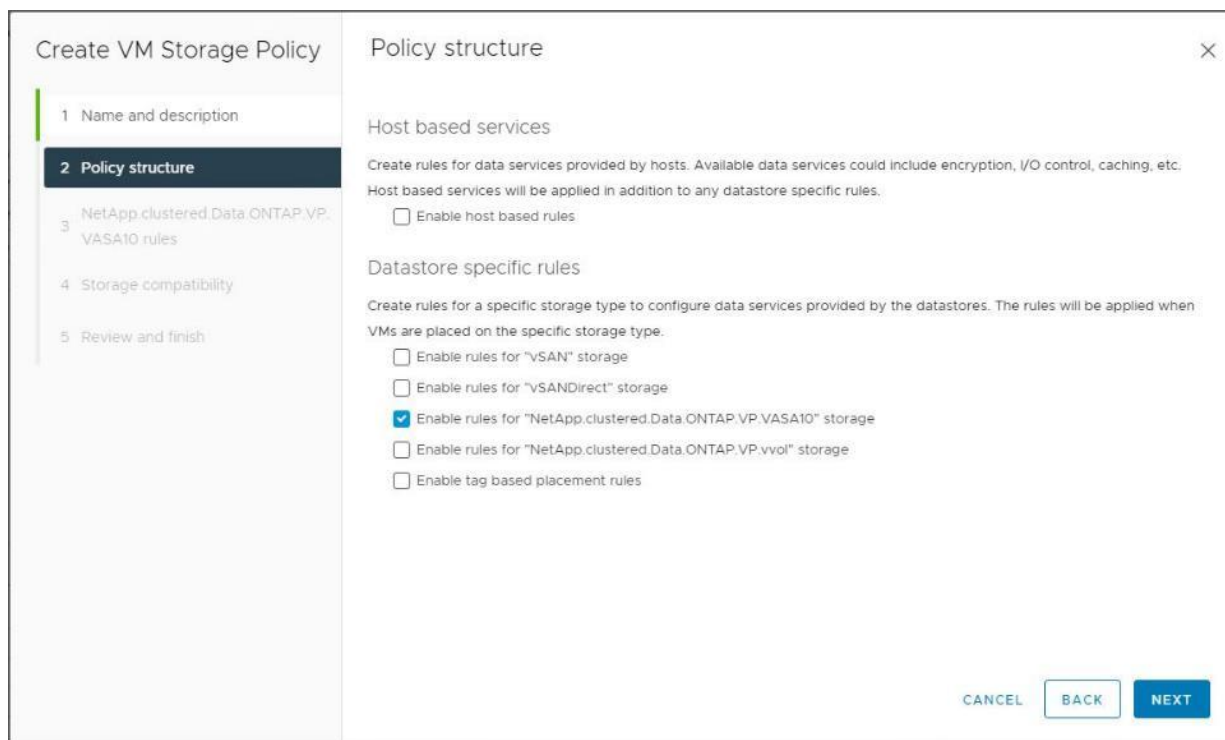 Create VM Storage Policy
1 Name and description
2 Policy structure
3 NetApp.clustered.Data.ONTAP.VP.
VASA10 rules
4 Storage compatibility
5 Review and finish
Policy structure
Host based services
Create rules for data services provided by hosts. Available data services could include encryption, I/O control, caching, etc.
Host based services will be applied in addition to any datastore specific rules.
Enable host based rules
Datastore specific rules
Create rules for a specific storage type to configure data services provided by the datastores. The rules will be applied when
VMs are placed on the specific storage type.
Enable rules for "vSAN" storage
Enable rules for "vSANDirect" storage
Enable rules for "NetApp.clustered.Data.ONTAP.VP.VASA10" storage
Enable rules for "NetApp.clustered.Data.ONTAP.VP.vvol" storage
Enable tag based placement rules
CANCEL BACK NEXT